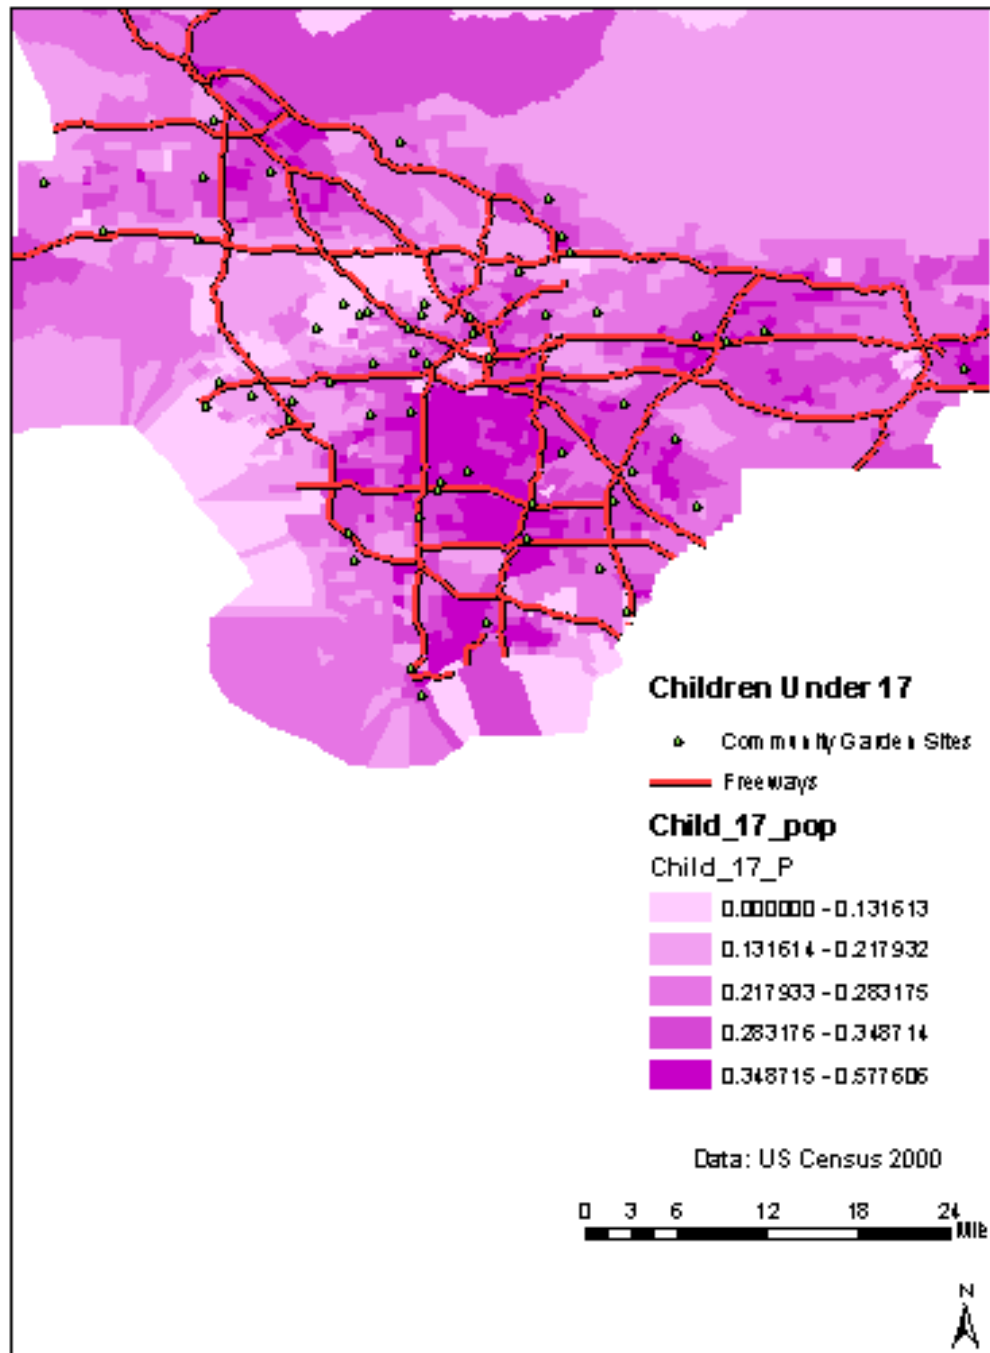 Children Under 17
Community Garden Sites
Freeways
Child_17_pop
Child_17_P
0.000000 - 0.131613
0.131614 - 0.217932
0.217933 - 0.283175
0.283176 - 0.348714
0.348715 - 0.577606
Data: US Census 2000
0 3 6 12 18 24
Mile
N